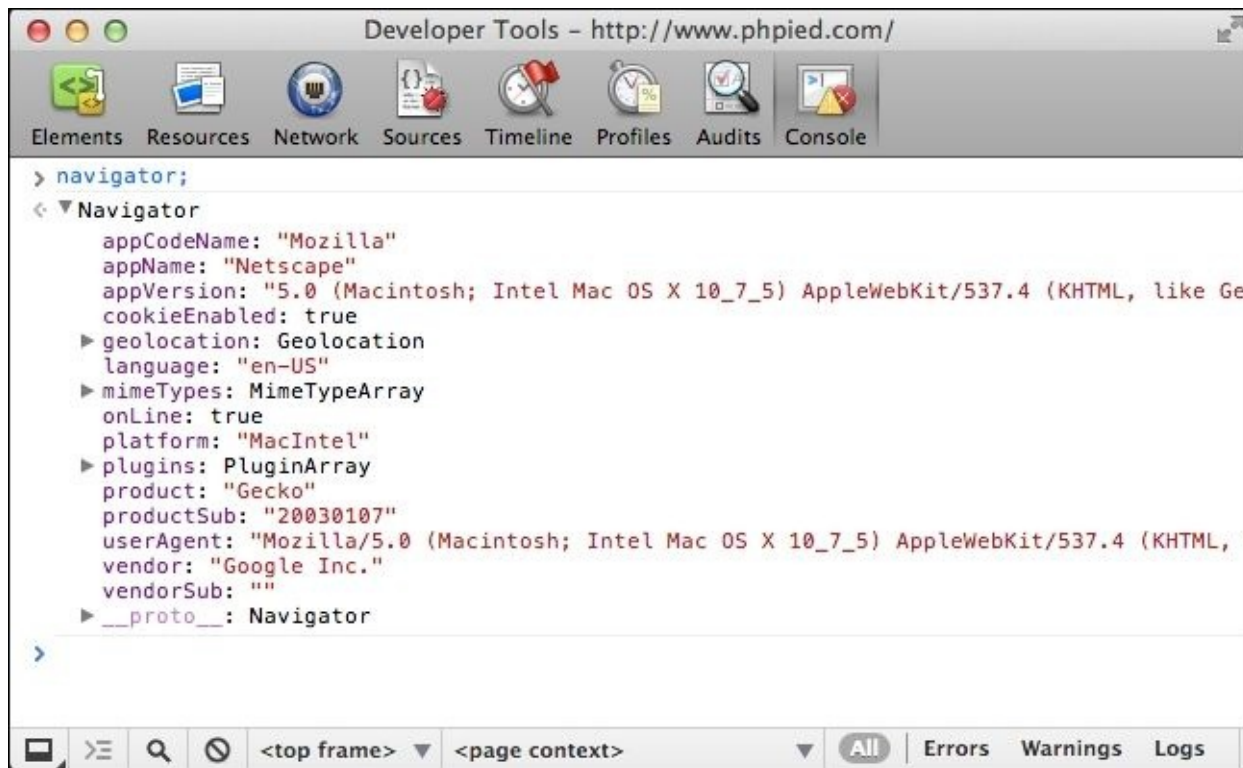 Developer Tools – http://www.phpied.com/
Elements Resources Network Sources Timeline Profiles Audits Console
> navigator;
Navigator
appCodeName: "Mozilla"
appName: "Netscape"
appVersion: "5.0 (Macintosh; Intel Mac OS X 10_7_5) AppleWebKit/537.4 (KHTML, like Ge
cookieEnabled: true
geolocation: Geolocation
language: "en-US"
mimeTypes: MimeTypeArray
onLine: true
platform: "MacIntel"
plugins: PluginArray
product: "Gecko"
productSub: "20030107"
userAgent: "Mozilla/5.0 (Macintosh; Intel Mac OS X 10_7_5) AppleWebKit/537.4 (KHTML,
vendor: "Google Inc."
vendorSub: ""
__proto__: Navigator
>
<top frame> <page context> All Errors Warnings Logs